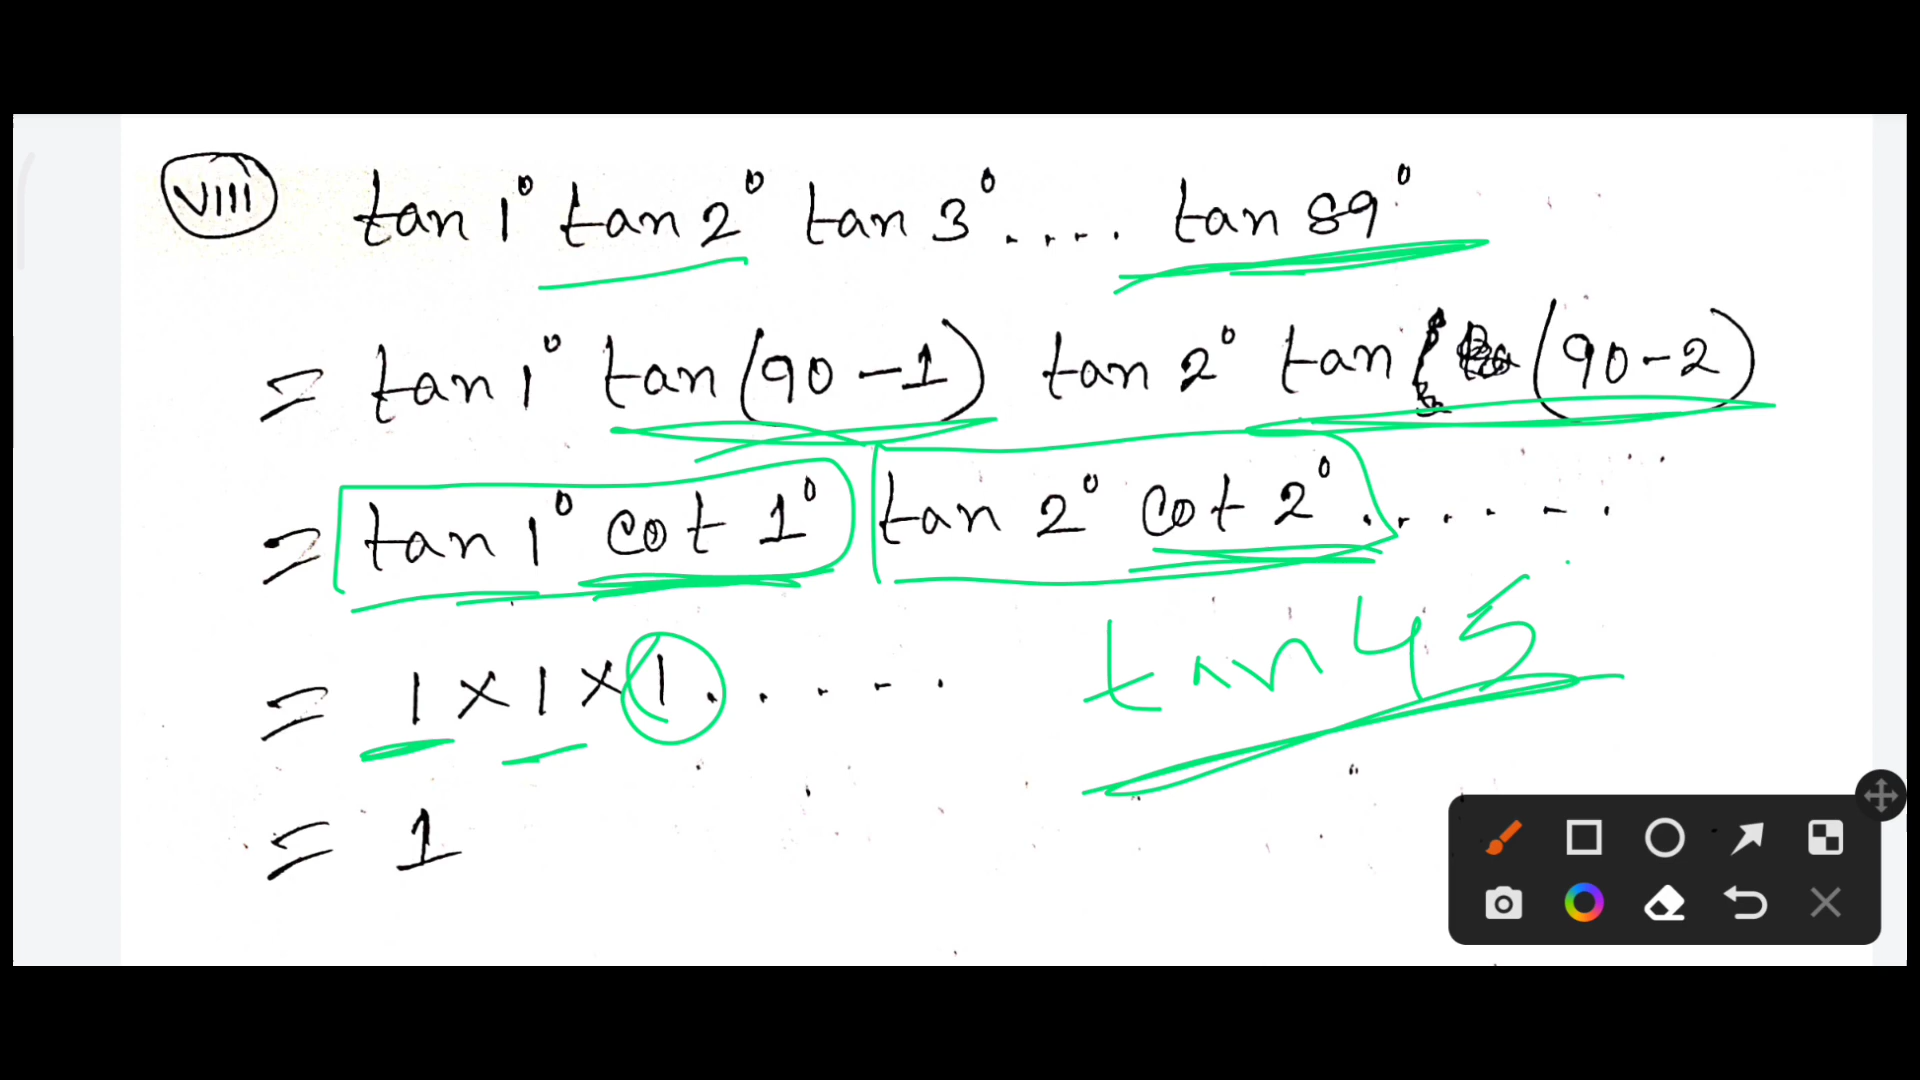 VIII tan 1° tan 2° tan 3° .... tan 89°
= tan 1° tan (90 - 1) tan 2° tan (90 - 2)
= tan 1° cot 1° tan 2° cot 2° ......
= 1 × 1 × 1 ..... tan 45
= 1